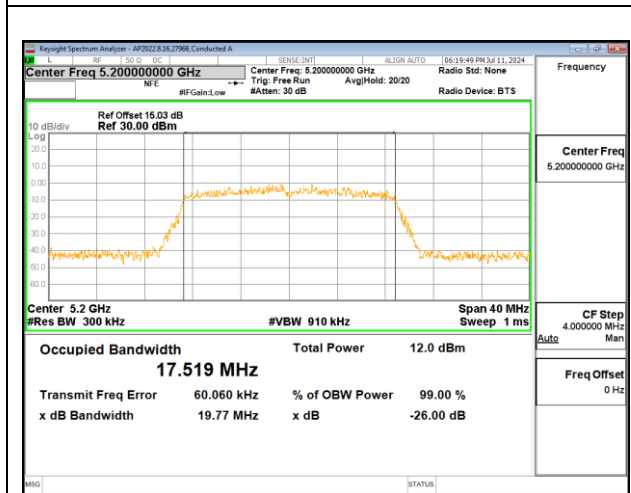 Keysight Spectrum Analyzer - AP2022.8.16,27966,Conducted A
L RF 50 Ω DC SENSE:INT ALIGN AUTO 06:19:49 PM Jul 11, 2024
Center Freq 5.200000000 GHz
NFE
#IFGain:Low
Center Freq: 5.200000000 GHz
Trig: Free Run Avg|Hold: 20/20
#Atten: 30 dB
Radio Std: None
Radio Device: BTS
Frequency
Ref Offset 15.03 dB
10 dB/div Ref 30.00 dBm
Log
20.0
10.0
0.00
-10.0
-20.0
-30.0
-40.0
-50.0
-60.0
Center 5.2 GHz Span 40 MHz
#Res BW 300 kHz #VBW 910 kHz Sweep 1 ms
Occupied Bandwidth Total Power 12.0 dBm
17.519 MHz
Transmit Freq Error 60.060 kHz % of OBW Power 99.00 %
x dB Bandwidth 19.77 MHz x dB -26.00 dB
Center Freq
5.200000000 GHz
CF Step
4.000000 MHz
Auto Man
Freq Offset
0 Hz
MSG STATUS